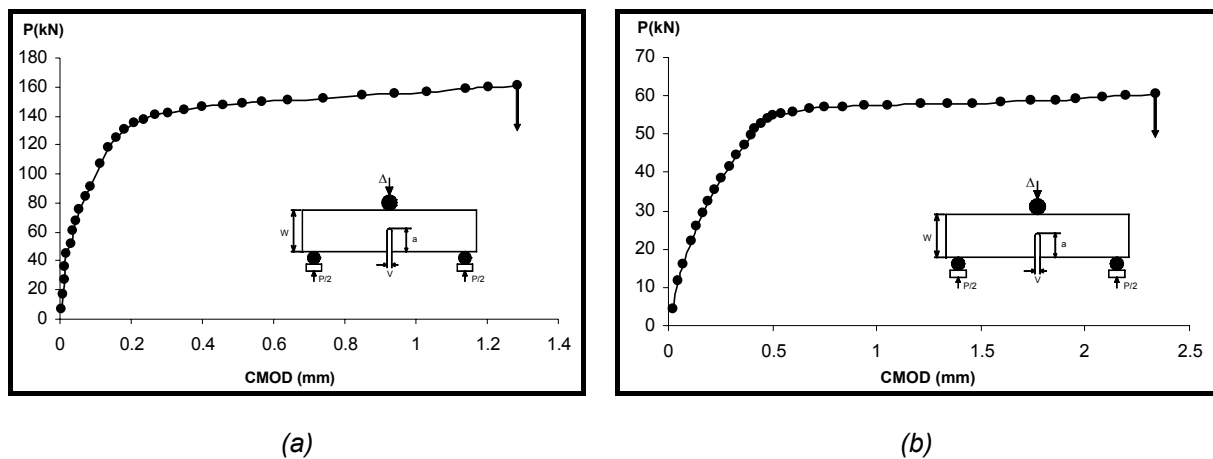 P(kN)
180
160
140
120
100
80
60
40
20
0
0 0.2 0.4 0.6 0.8 1 1.2 1.4
CMOD (mm)
Δ
W
a
V
P/2 P/2
(a)
P(kN)
70
60
50
40
30
20
10
0
0 0.5 1 1.5 2 2.5
CMOD (mm)
Δ
W
a
V
P/2 P/2
(b)